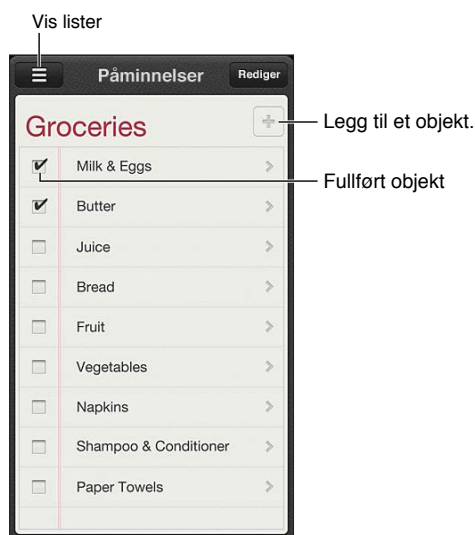 Vis lister
Påminnelser Rediger
Groceries
Legg til et objekt.
Milk & Eggs
Fullført objekt
Butter
Juice
Bread
Fruit
Vegetables
Napkins
Shampoo & Conditioner
Paper Towels